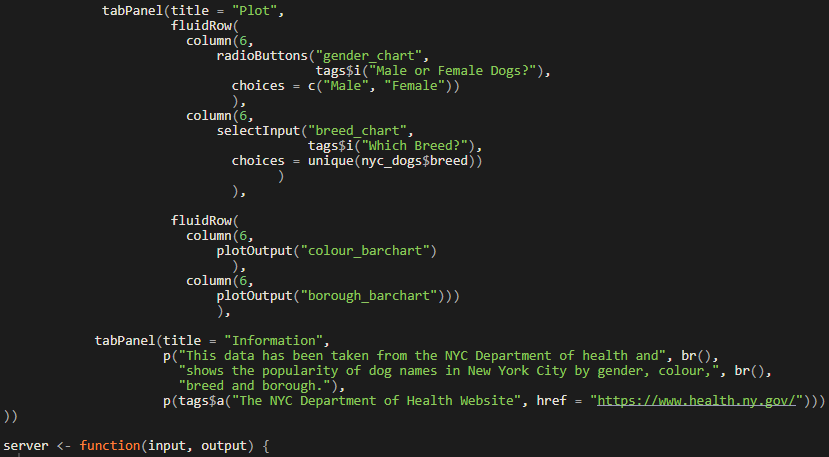 tabPanel(title = "Plot",
fluidRow(
column(6,
radioButtons("gender_chart",
tags$i("Male or Female Dogs?"),
choices = c("Male", "Female"))
),
column(6,
selectInput("breed_chart",
tags$i("Which Breed?"),
choices = unique(nyc_dogs$breed))
)
),
fluidRow(
column(6,
plotOutput("colour_barchart")
),
column(6,
plotOutput("borough_barchart")))
),
tabPanel(title = "Information",
p("This data has been taken from the NYC Department of health and", br(),
"shows the popularity of dog names in New York City by gender, colour,", br(),
"breed and borough."),
p(tags$a("The NYC Department of Health Website", href = "https://www.health.ny.gov/")))
))
server <- function(input, output) {